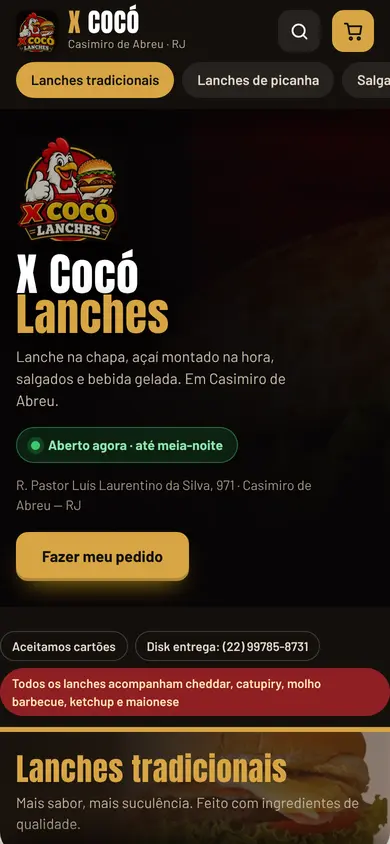 X COCÓ
Casimiro de Abreu · RJ
Lanches tradicionais
Lanches de picanha
Salga
X COCÓ
LANCHES
X Cocó
Lanches
Lanche na chapa, açaí montado na hora,
salgados e bebida gelada. Em Casimiro de
Abreu.
Aberto agora · até meia-noite
R. Pastor Luís Laurentino da Silva, 971 · Casimiro de
Abreu — RJ
Fazer meu pedido
Aceitamos cartões
Disk entrega: (22) 99785-8731
Todos os lanches acompanham cheddar, catupiry, molho
barbecue, ketchup e maionese
Lanches tradicionais
Mais sabor, mais suculência. Feito com ingredientes de
qualidade.